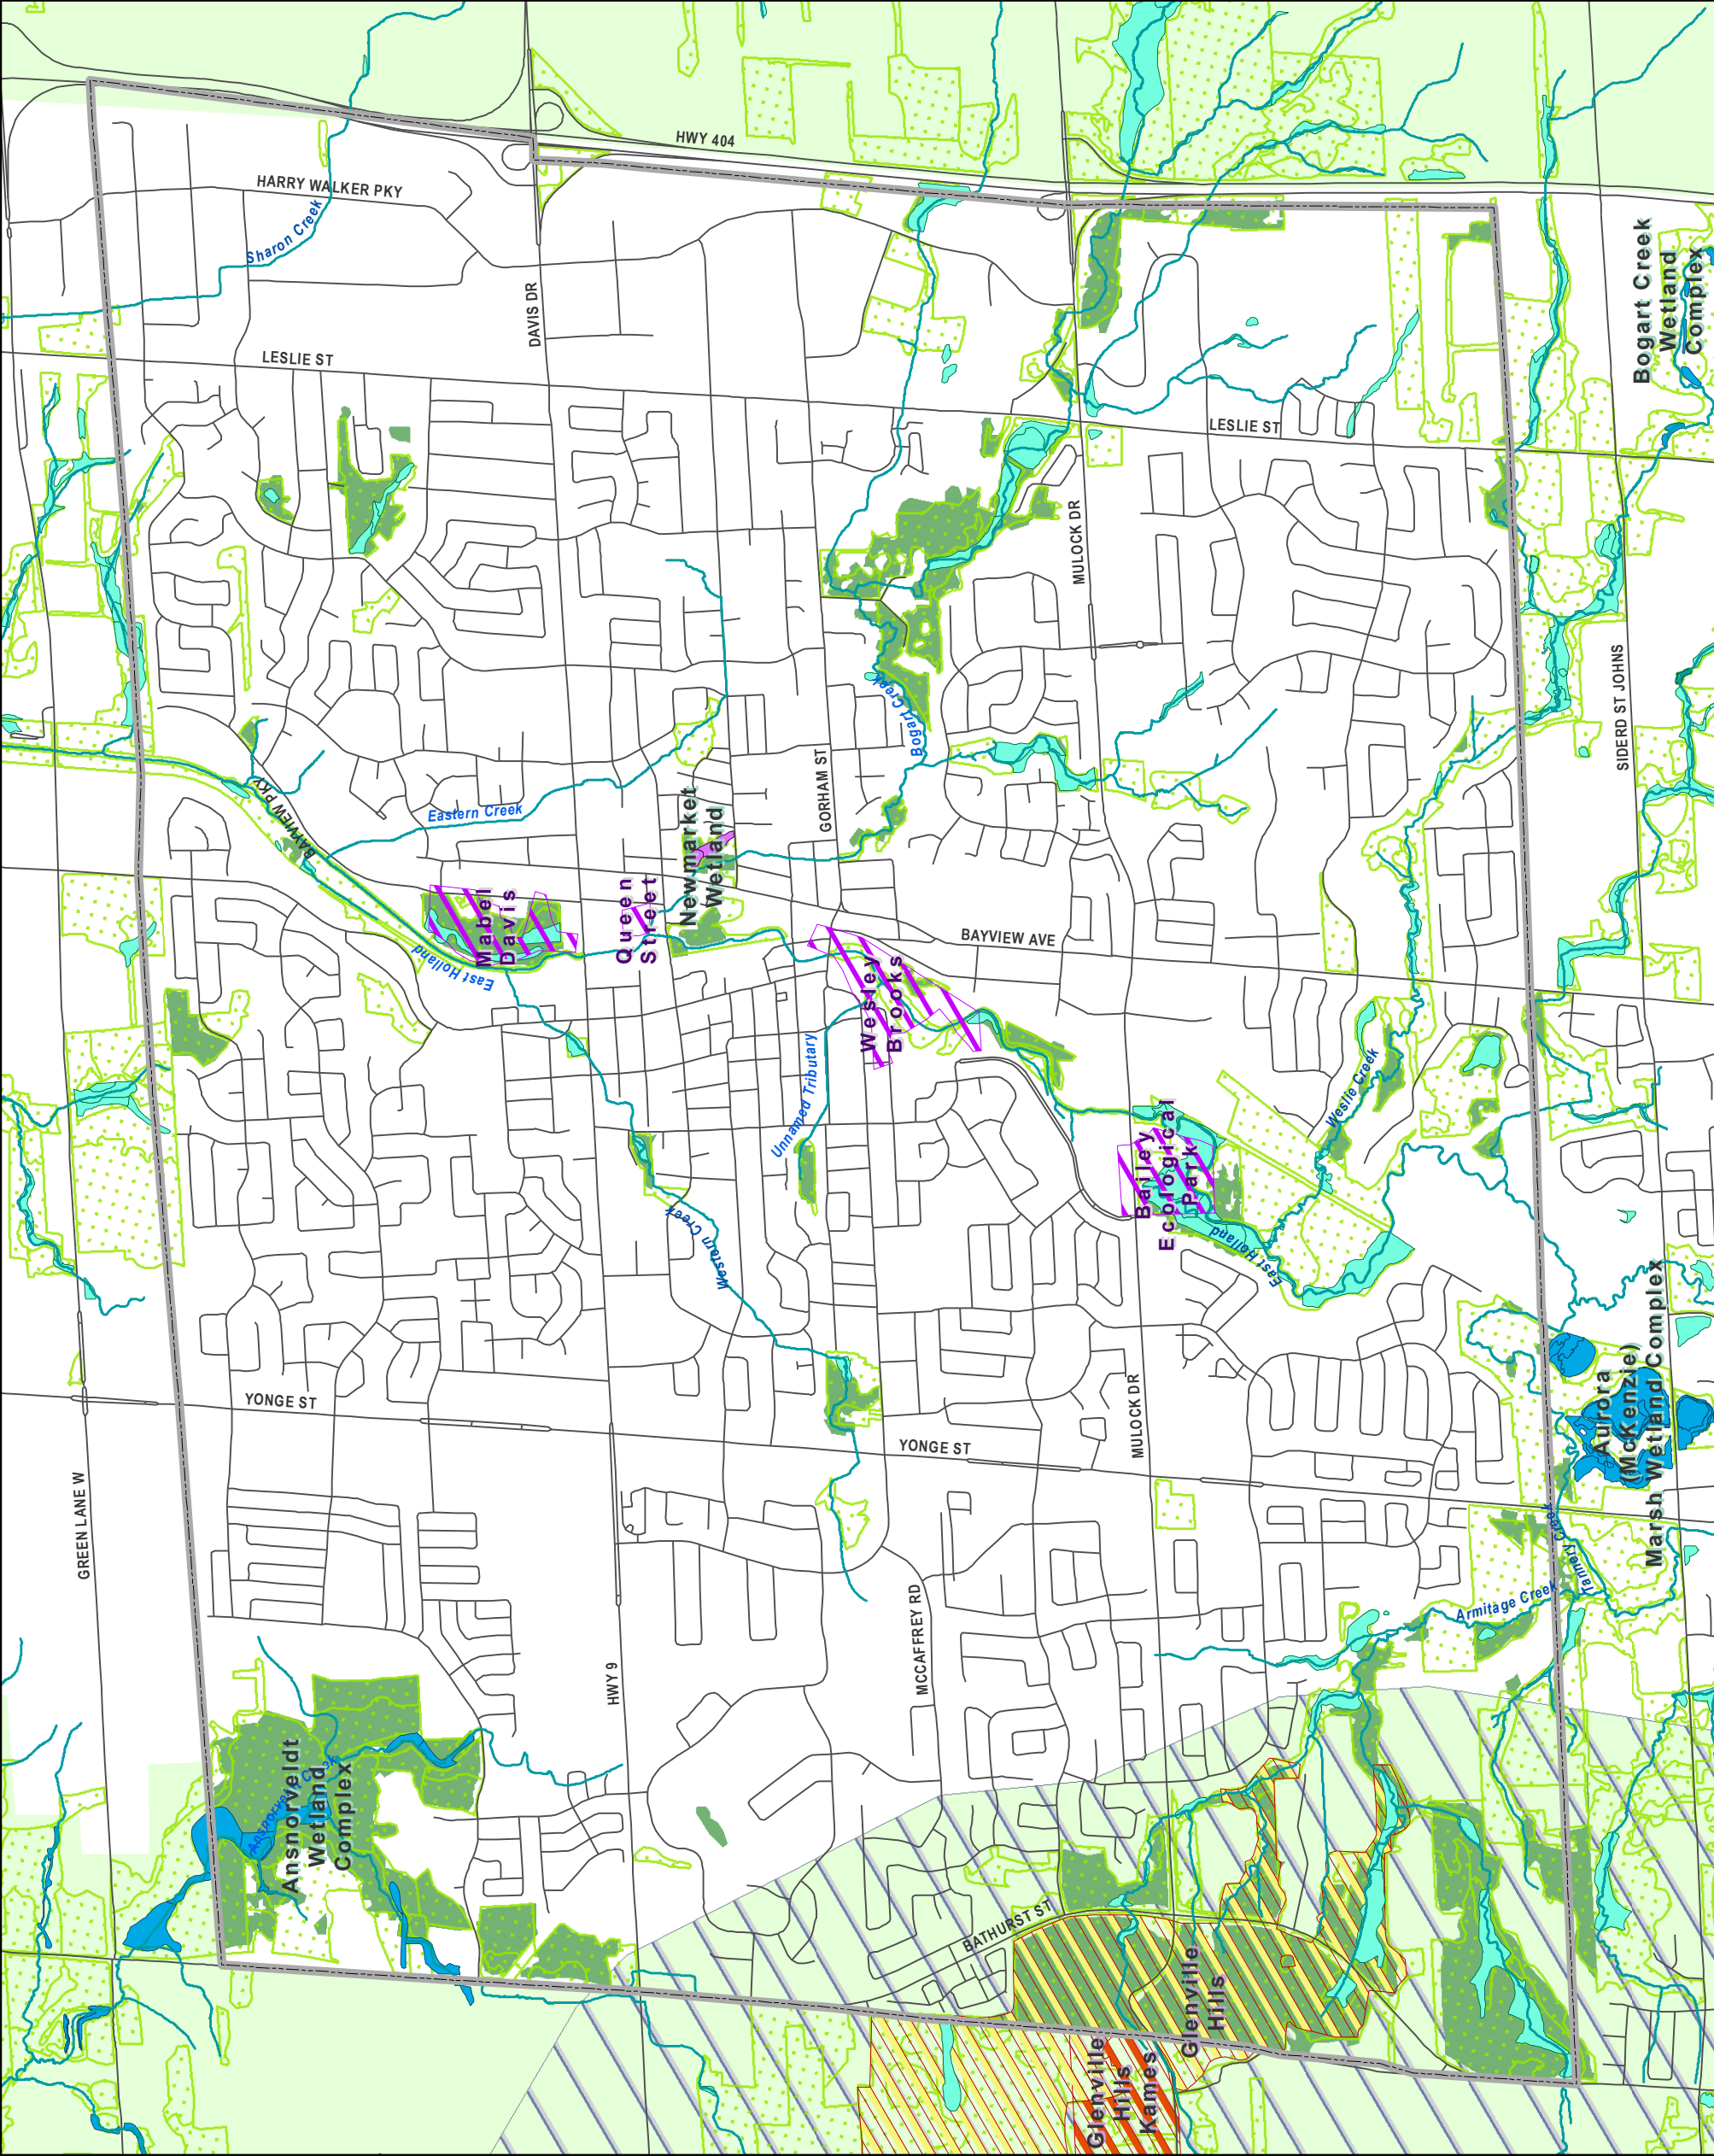 HWY 404
HARRY WALKER PKY
Sharon Creek
DAVIS DR
LESLIE ST
LESLIE ST
Bogart Creek
Wetland
Complex
MULOCK DR
SIDERD ST JOHNS
Bogart Creek
GORHAM ST
BAYVIEW PKY
Eastern Creek
Newmarket
Wetland
Mabel
Davis
Queen
Street
East Holland
BAYVIEW AVE
Wesley
Brooks
Unnamed Tributary
Weslie Creek
Bailey
Ecological
Park
East Holland
Western Creek
YONGE ST
YONGE ST
MULOCK DR
Aurora
(McKenzie)
Marsh Wetland Complex
GREEN LANE W
Tannery Creek
Armitage Creek
MCCAFFREY RD
HWY 9
Ansnorveldt
Wetland
Complex
Ansnorveldt Creek
BATHURST ST
Glenville
Hills
Glenville
Hills
Kames